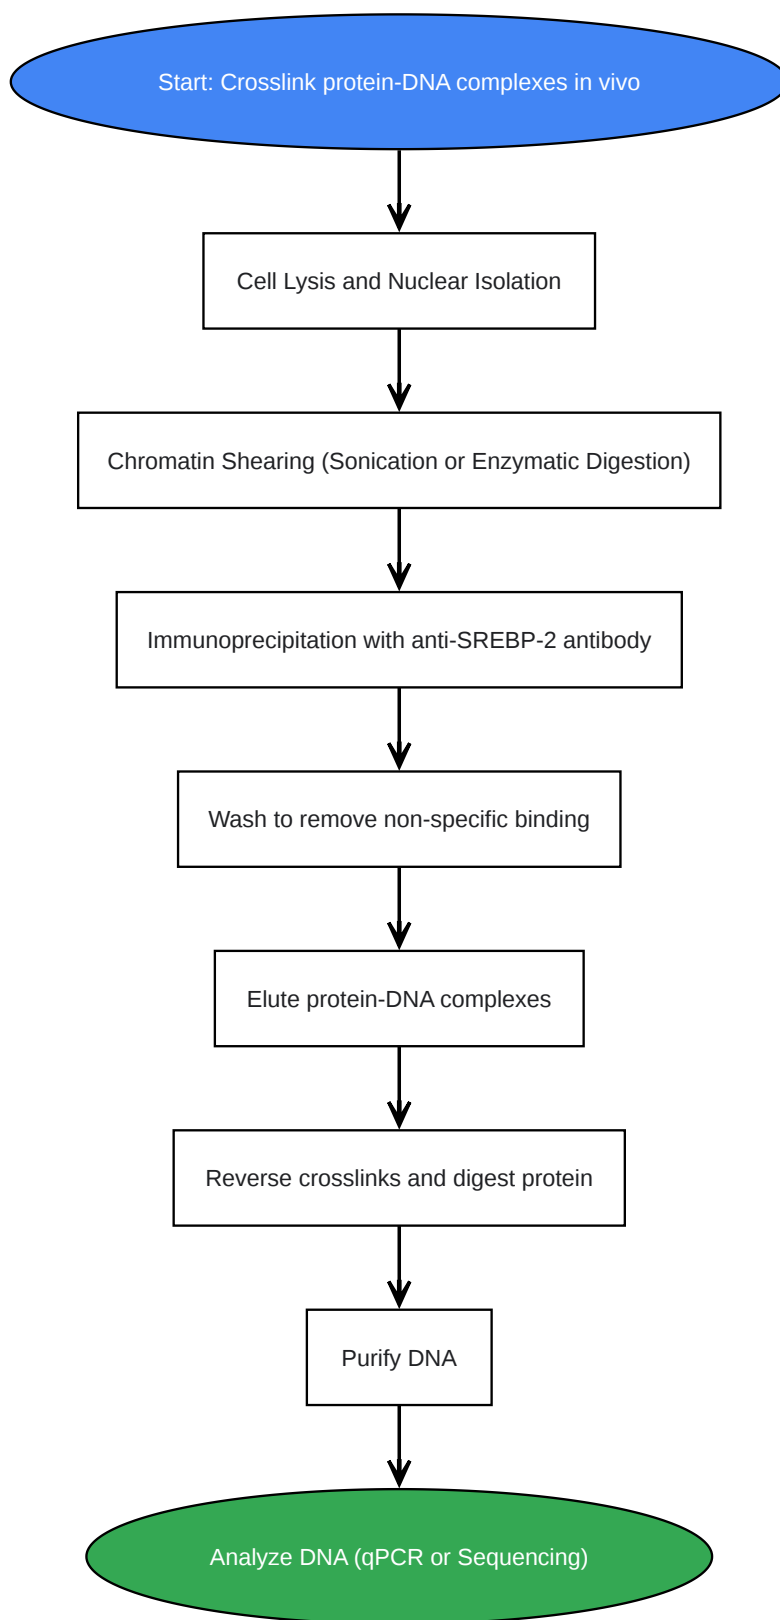 Start: Crosslink protein-DNA complexes in vivo
Cell Lysis and Nuclear Isolation
Chromatin Shearing (Sonication or Enzymatic Digestion)
Immunoprecipitation with anti-SREBP-2 antibody
Wash to remove non-specific binding
Elute protein-DNA complexes
Reverse crosslinks and digest protein
Purify DNA
Analyze DNA (qPCR or Sequencing)